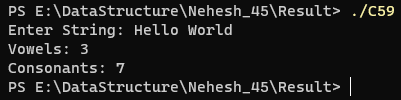 PS E:\DataStructure\Nehesh_45\Result> ./C59
Enter String: Hello World
Vowels: 3
Consonants: 7
PS E:\DataStructure\Nehesh_45\Result>